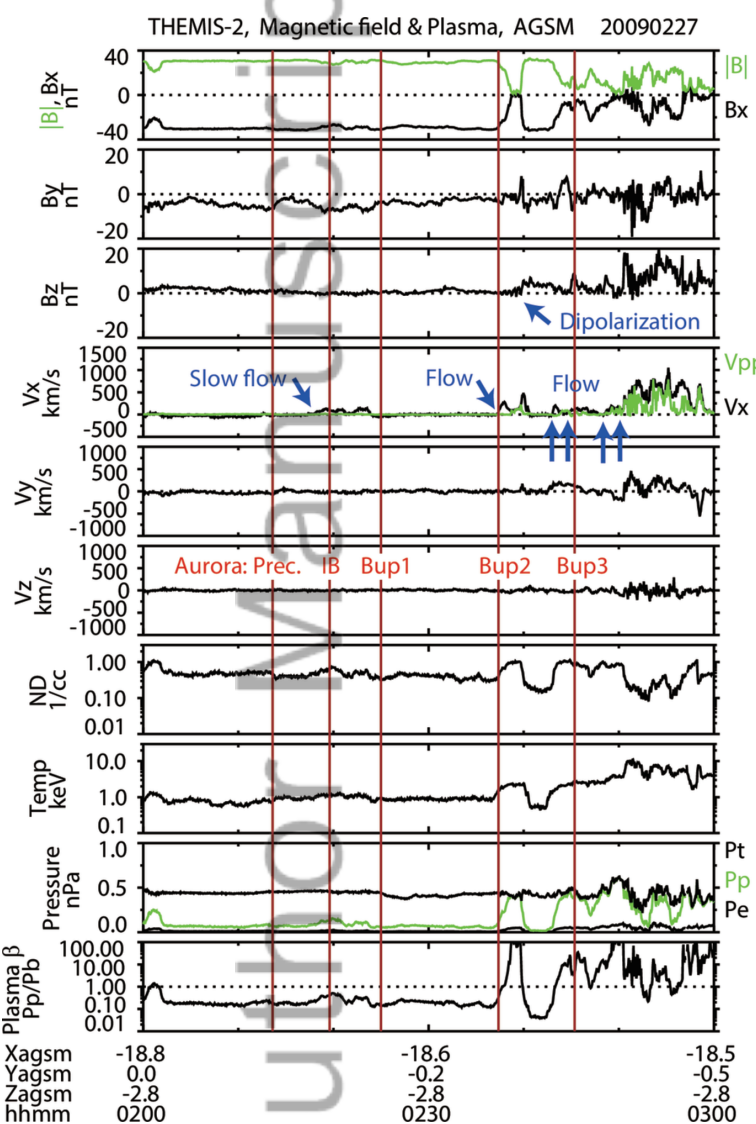 THEMIS-2, Magnetic field & Plasma, AGSM 20090227
|B|, Bx
nT
40
0
-40
|B|
Bx
By
nT
20
0
-20
Bz
nT
20
0
-20
Dipolarization
Vx
km/s
1500
1000
500
0
-500
Slow flow
Flow
Flow
Vpp
Vx
Vy
km/s
1000
500
0
-500
-1000
Vz
km/s
1000
500
0
-500
-1000
Aurora: Prec. IB Bup1 Bup2 Bup3
ND
1/cc
1.00
0.10
0.01
Temp
keV
10.0
1.0
0.1
Pressure
nPa
1.0
0.5
0.0
Pt
Pp
Pe
Plasma β
Pp/Pb
100.00
10.00
1.00
0.10
0.01
Xagsm -18.8 -18.6 -18.5
Yagsm 0.0 -0.2 -0.5
Zagsm -2.8 -2.8 -2.8
hhmm 0200 0230 0300
uthor Manuscrip